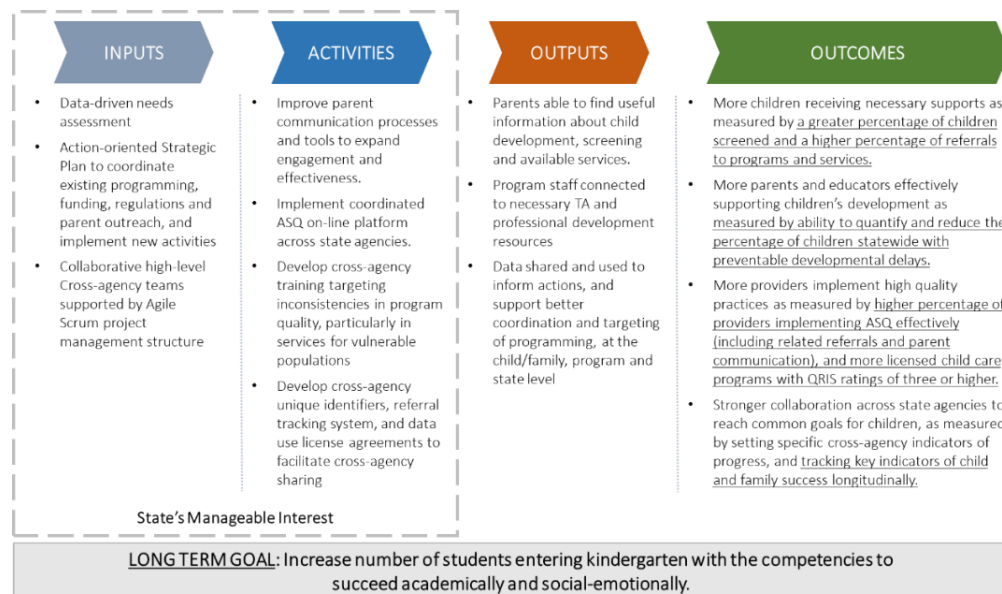 INPUTS
• Data-driven needs
assessment
• Action-oriented Strategic
Plan to coordinate
existing programming,
funding, regulations and
parent outreach, and
implement new activities
• Collaborative high-level
Cross-agency teams
supported by Agile
Scrum project
management structure
ACTIVITIES
• Improve parent
communication processes
and tools to expand
engagement and
effectiveness.
• Implement coordinated
ASQ on-line platform
across state agencies.
• Develop cross-agency
training targeting
inconsistencies in program
quality, particularly in
services for vulnerable
populations
• Develop cross-agency
unique identifiers, referral
tracking system, and data
use license agreements to
facilitate cross-agency
sharing
State's Manageable Interest
OUTPUTS
• Parents able to find useful
information about child
development, screening
and available services.
• Program staff connected
to necessary TA and
professional development
resources
• Data shared and used to
inform actions, and
support better
coordination and targeting
of programming, at the
child/family, program and
state level
OUTCOMES
• More children receiving necessary supports as
measured by a greater percentage of children
screened and a higher percentage of referrals
to programs and services.
• More parents and educators effectively
supporting children's development as
measured by ability to quantify and reduce the
percentage of children statewide with
preventable developmental delays.
• More providers implement high quality
practices as measured by higher percentage of
providers implementing ASQ effectively
(including related referrals and parent
communication), and more licensed child care
programs with QRIS ratings of three or higher.
• Stronger collaboration across state agencies to
reach common goals for children, as measured
by setting specific cross-agency indicators of
progress, and tracking key indicators of child
and family success longitudinally.
LONG TERM GOAL: Increase number of students entering kindergarten with the competencies to
succeed academically and social-emotionally.